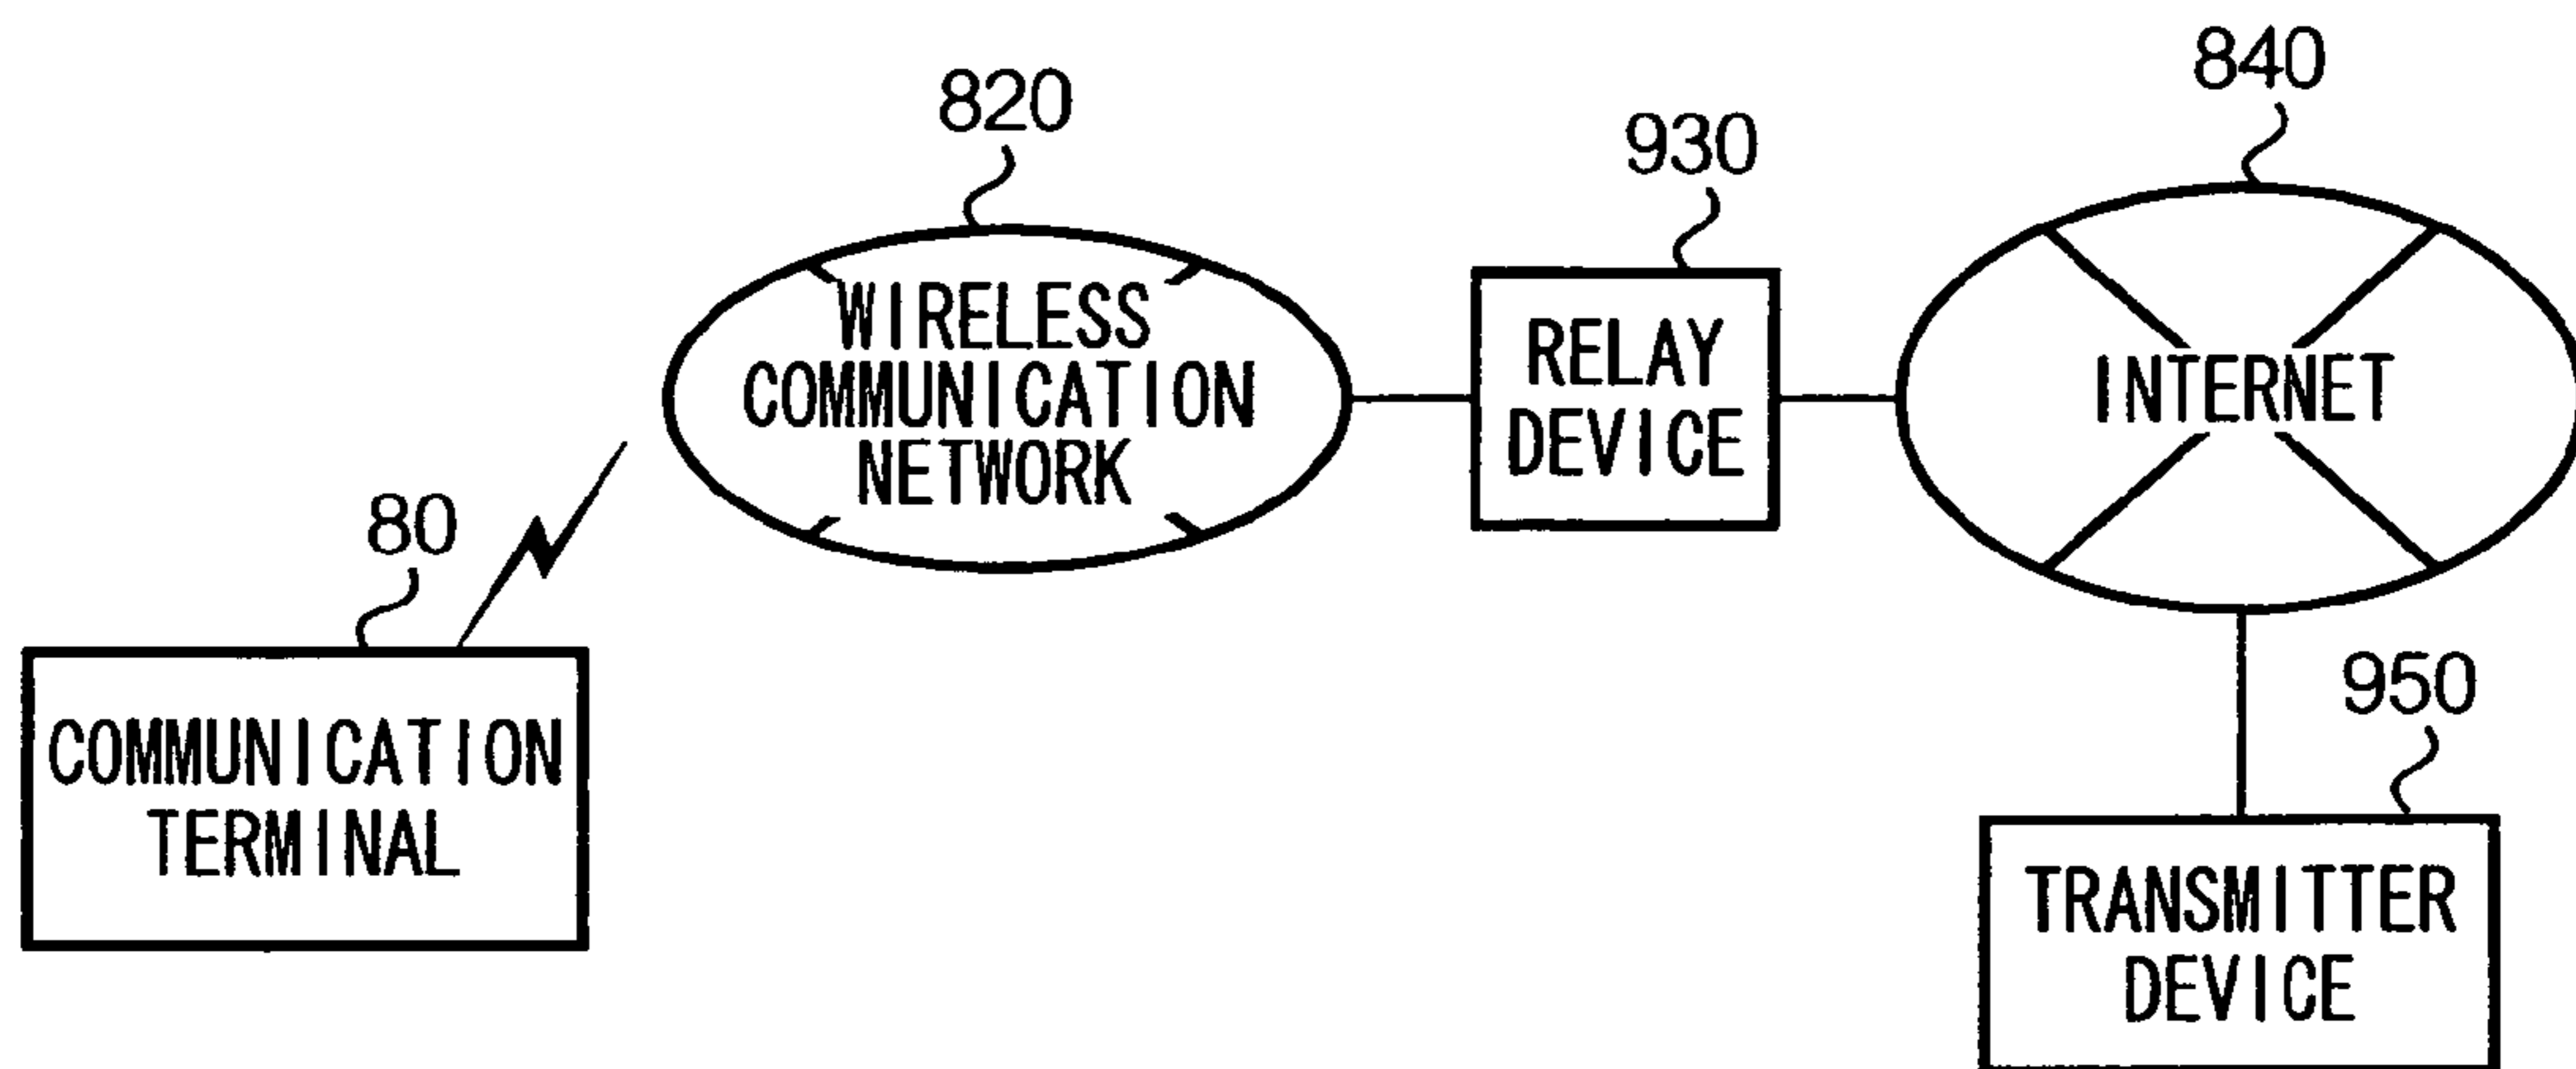 820
WIRELESS
COMMUNICATION
NETWORK
930
RELAY
DEVICE
840
INTERNET
80
COMMUNICATION
TERMINAL
950
TRANSMITTER
DEVICE